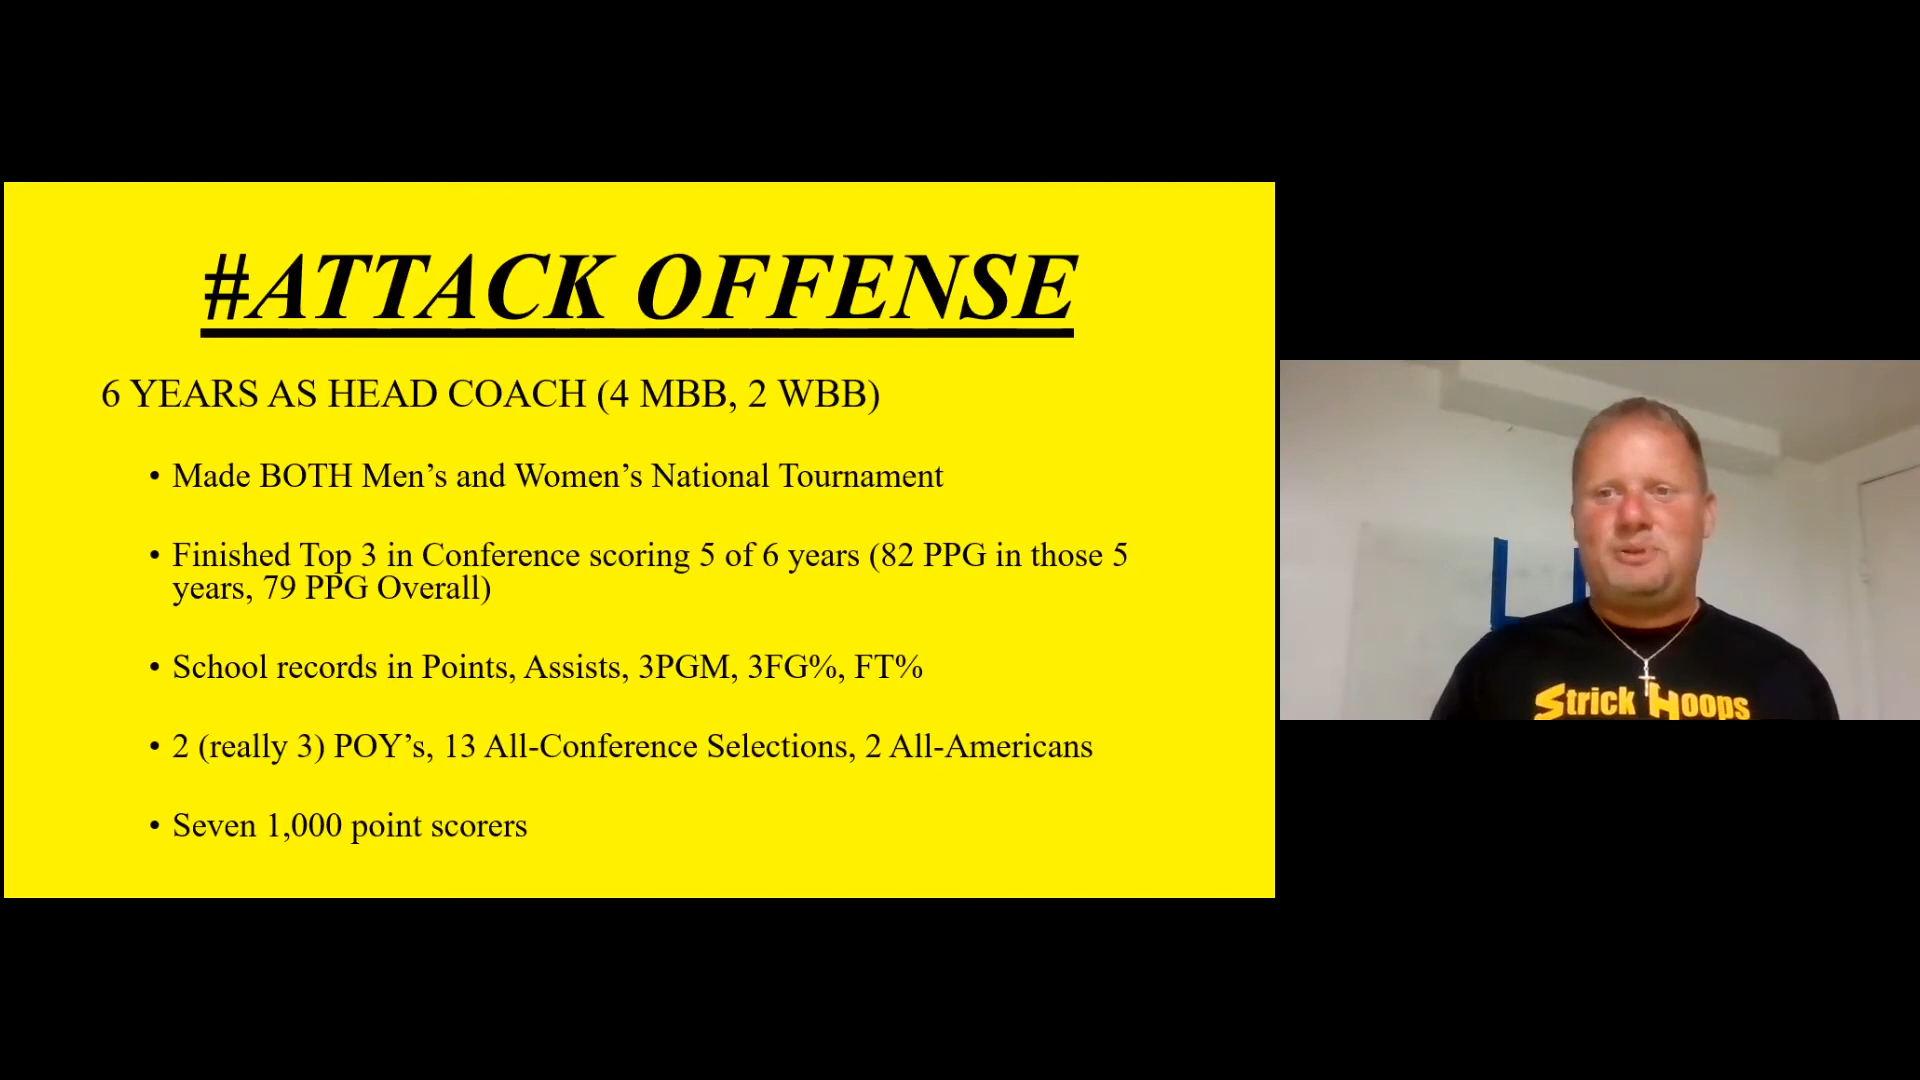 #ATTACK OFFENSE
6 YEARS AS HEAD COACH (4 MBB, 2 WBB)
• Made BOTH Men’s and Women’s National Tournament
• Finished Top 3 in Conference scoring 5 of 6 years (82 PPG in those 5
years, 79 PPG Overall)
• School records in Points, Assists, 3PGM, 3FG%, FT%
• 2 (really 3) POY’s, 13 All-Conference Selections, 2 All-Americans
• Seven 1,000 point scorers
Strick Hoops